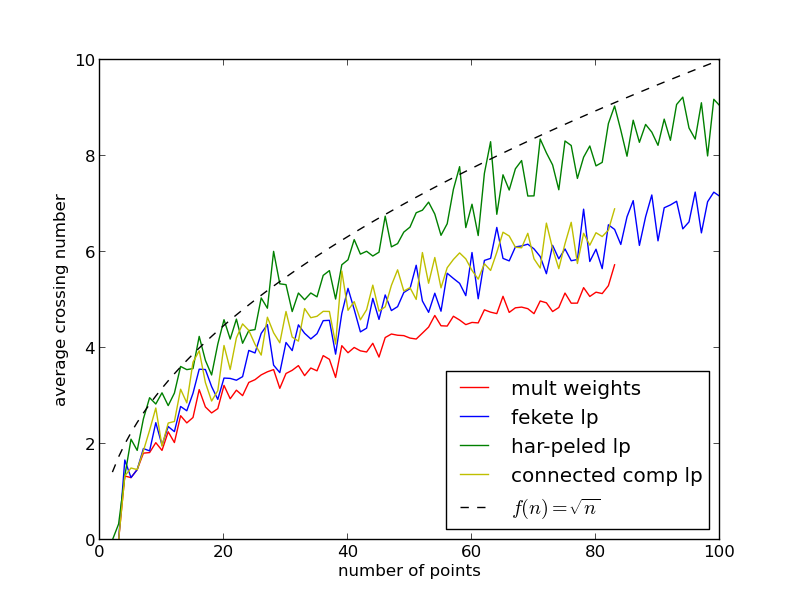 10
8
6
4
2
0
average crossing number
mult weights
fekete lp
har-peled lp
connected comp lp
f(n)=√n
0 20 40 60 80 100
number of points